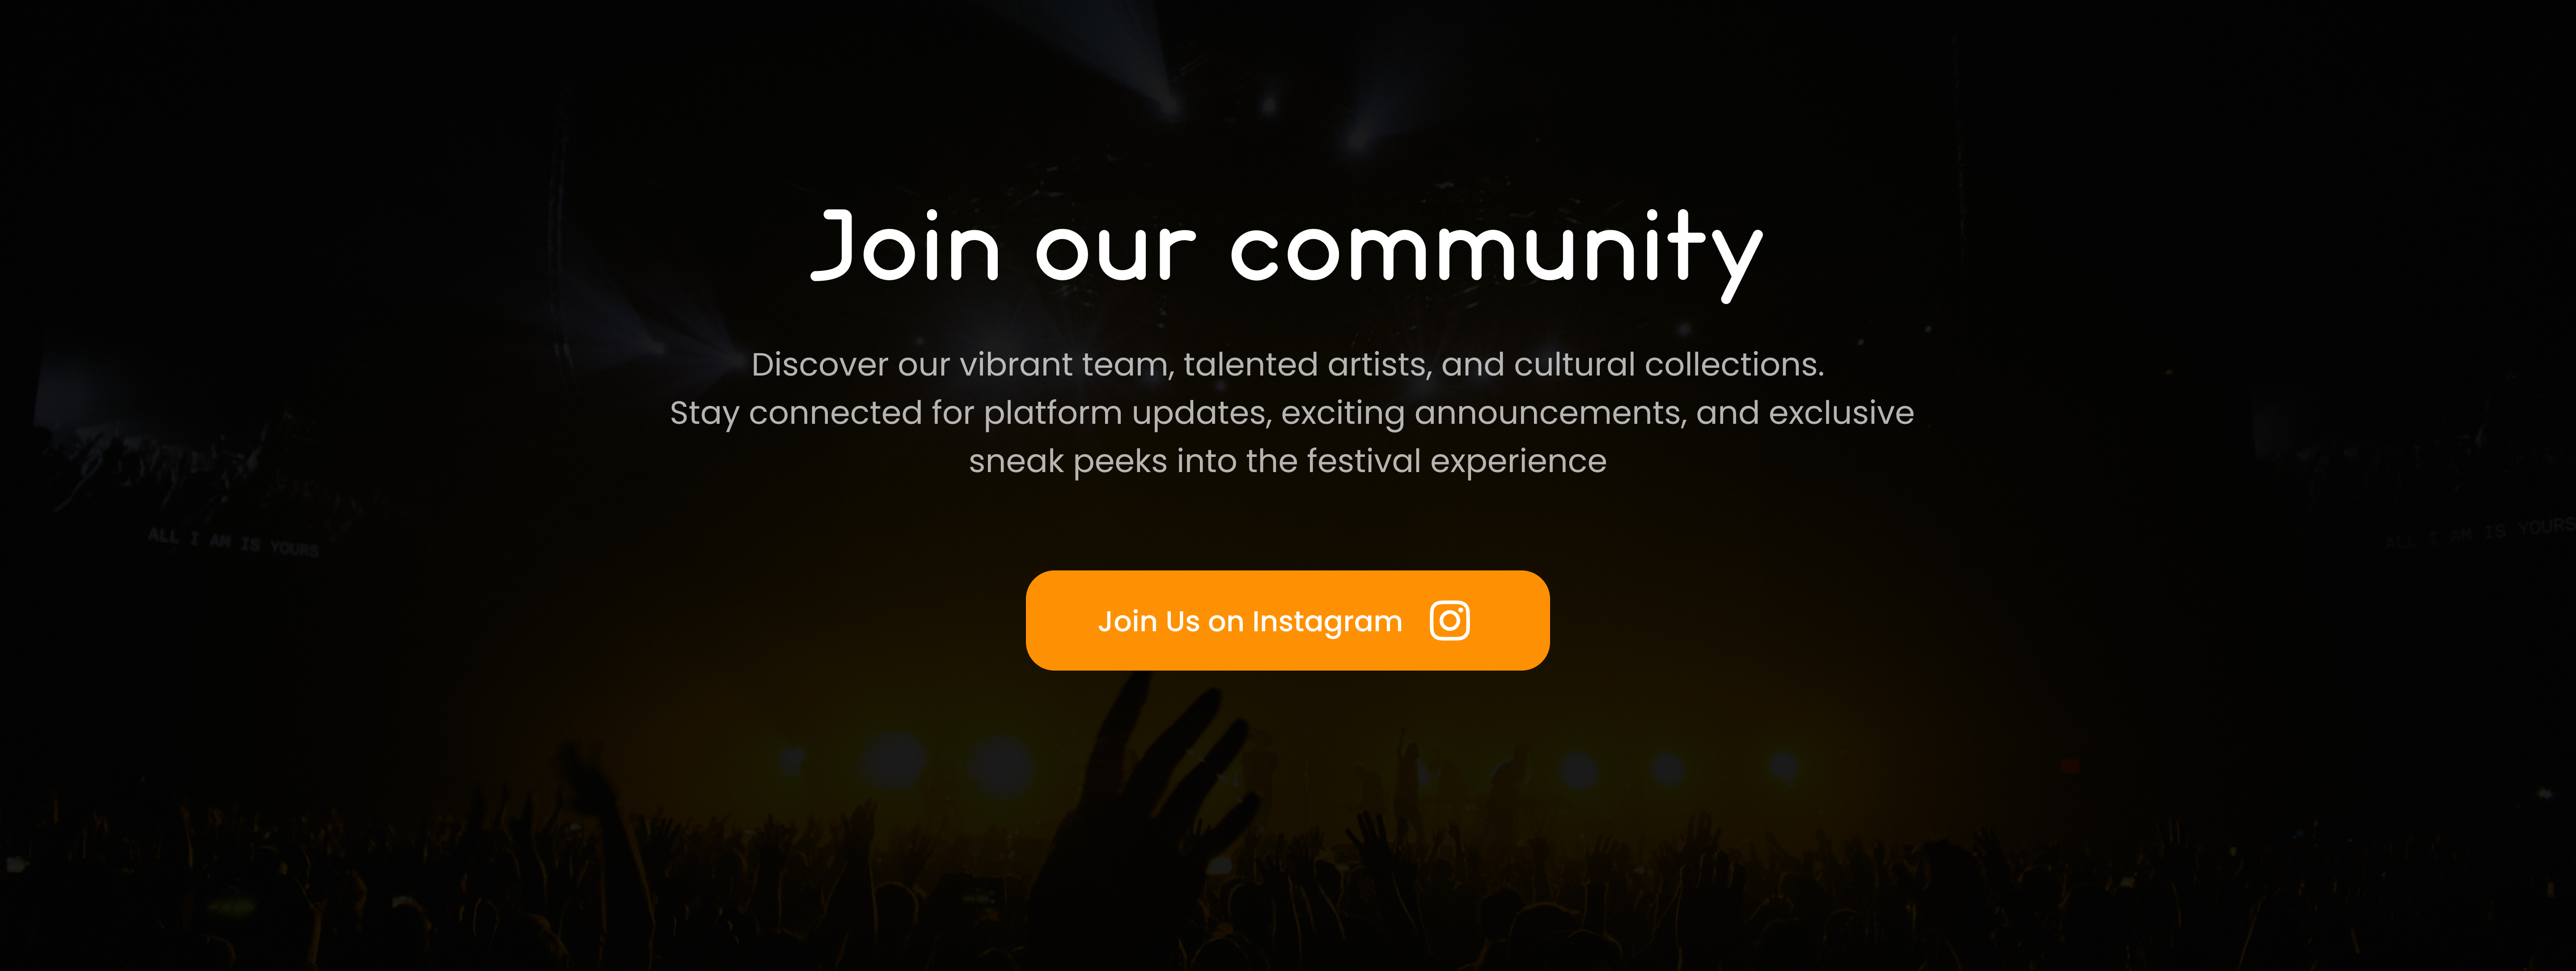 Join our community
Discover our vibrant team, talented artists, and cultural collections.
Stay connected for platform updates, exciting announcements, and exclusive
sneak peeks into the festival experience
ALL I AM IS YOURS
ALL I AM IS YOURS
Join Us on Instagram